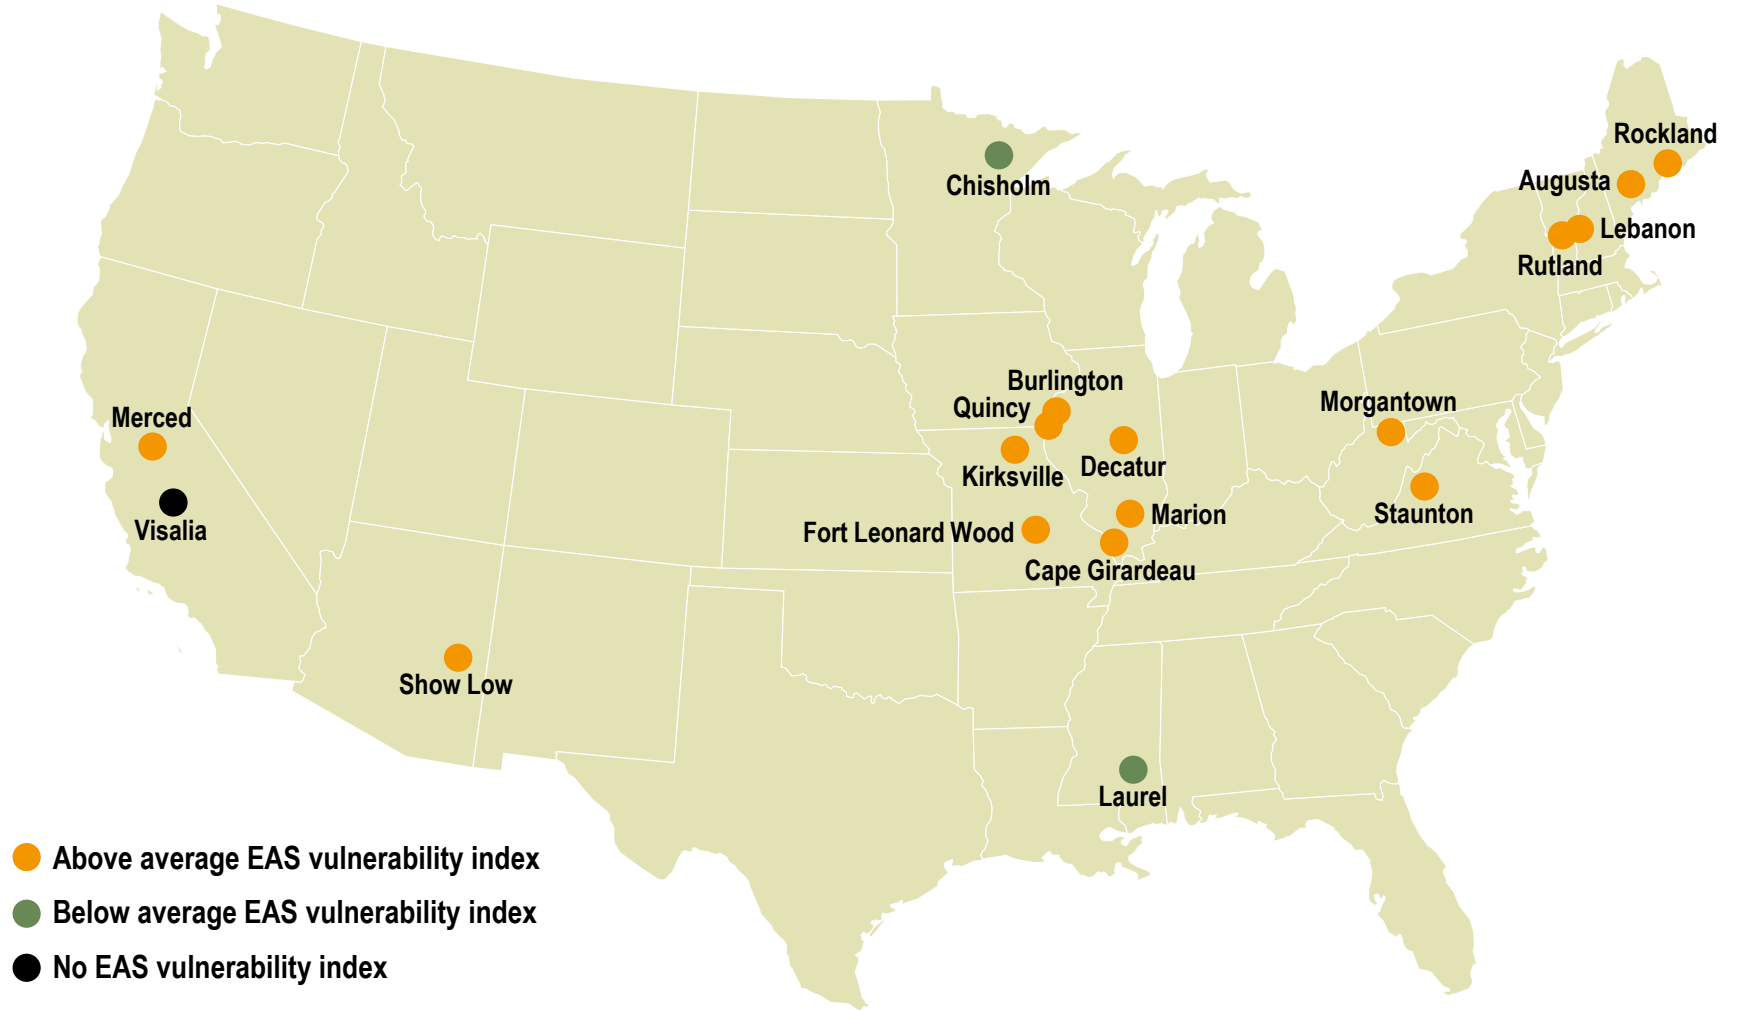 Rockland
Chisholm
Augusta
Lebanon
Rutland
Burlington
Quincy
Merced
Morgantown
Kirksville
Decatur
Visalia
Fort Leonard Wood
Marion
Staunton
Cape Girardeau
Show Low
Laurel
Above average EAS vulnerability index
Below average EAS vulnerability index
No EAS vulnerability index